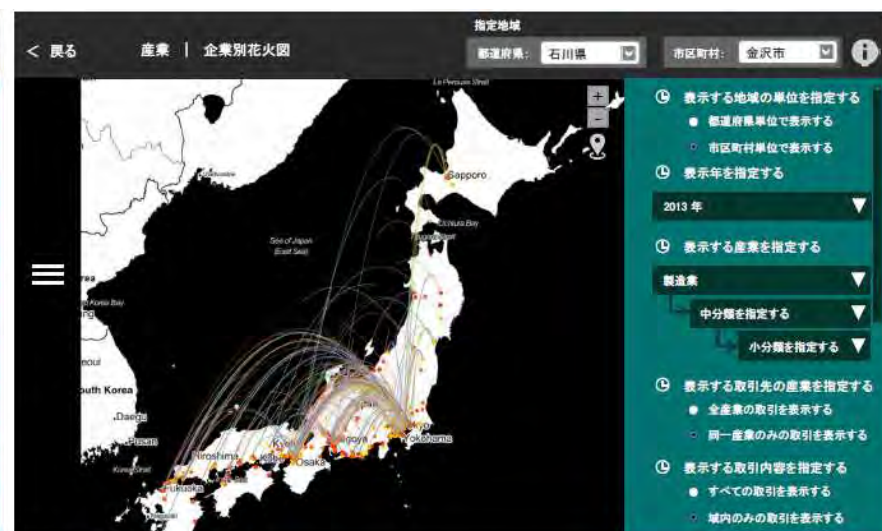 指定地域
< 戻る 産業 | 企業別花火図 都道府県: 石川県 市区町村: 金沢市
La Perouse Strait
表示する地域の単位を指定する
都道府県単位で表示する
市区町村単位で表示する
表示年を指定する
2013 年
表示する産業を指定する
製造業
中分類を指定する
小分類を指定する
表示する取引先の産業を指定する
全産業の取引を表示する
同一産業のみの取引を表示する
表示する取引内容を指定する
すべての取引を表示する
域内のみの取引を表示する
+
-
Sapporo
Uchiura Bay
Sea of Japan
(East Sea)
Korea Bay
South Korea
Daegu
Pusan
Korea Strait
Hiroshima
Fukuoka
Osaka
Nagoya
Yokohama